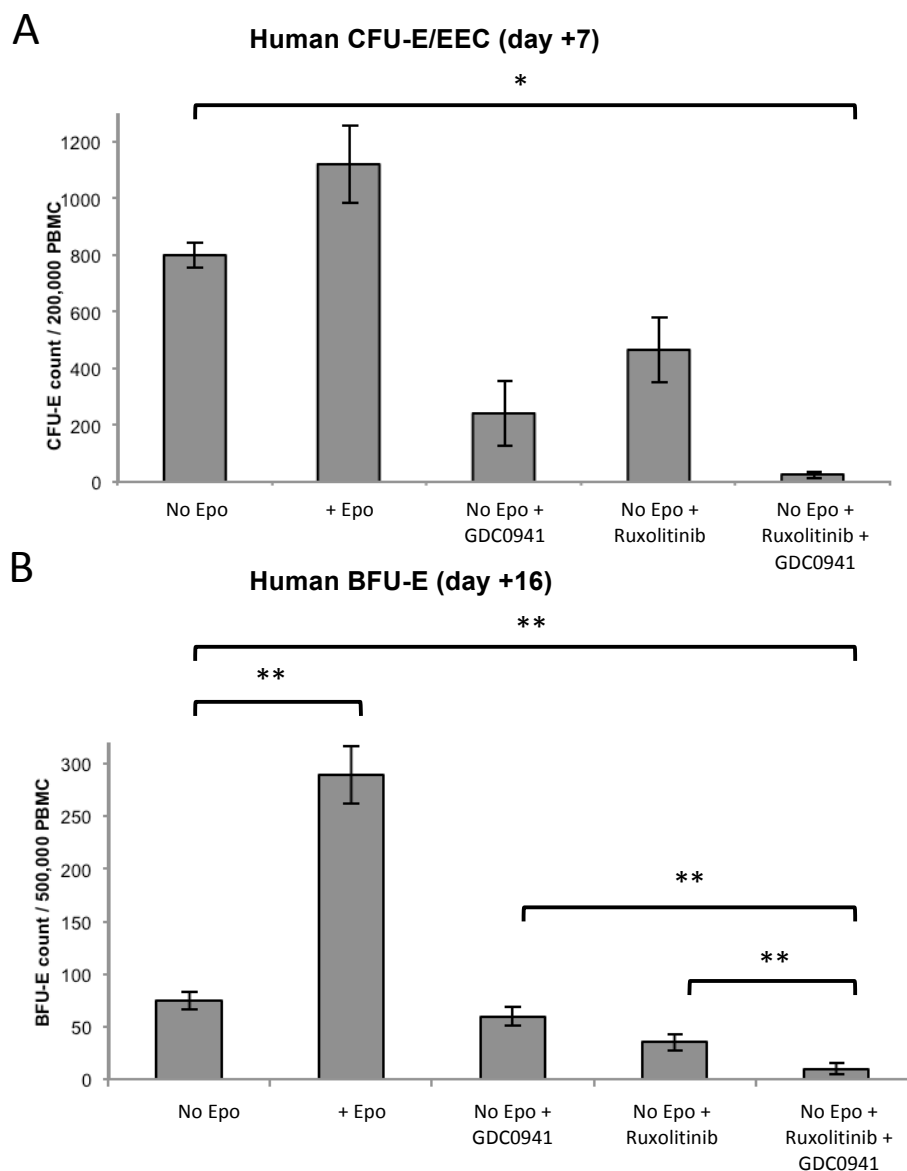 A
Human CFU-E/EEC (day +7)
*
CFU-E count / 200,000 PBMC
1200
1000
800
600
400
200
0
No Epo
+ Epo
No Epo +
GDC0941
No Epo +
Ruxolitinib
No Epo +
Ruxolitinib +
GDC0941
B
Human BFU-E (day +16)
**
**
**
**
BFU-E count / 500,000 PBMC
300
250
200
150
100
50
0
No Epo
+ Epo
No Epo +
GDC0941
No Epo +
Ruxolitinib
No Epo +
Ruxolitinib +
GDC0941